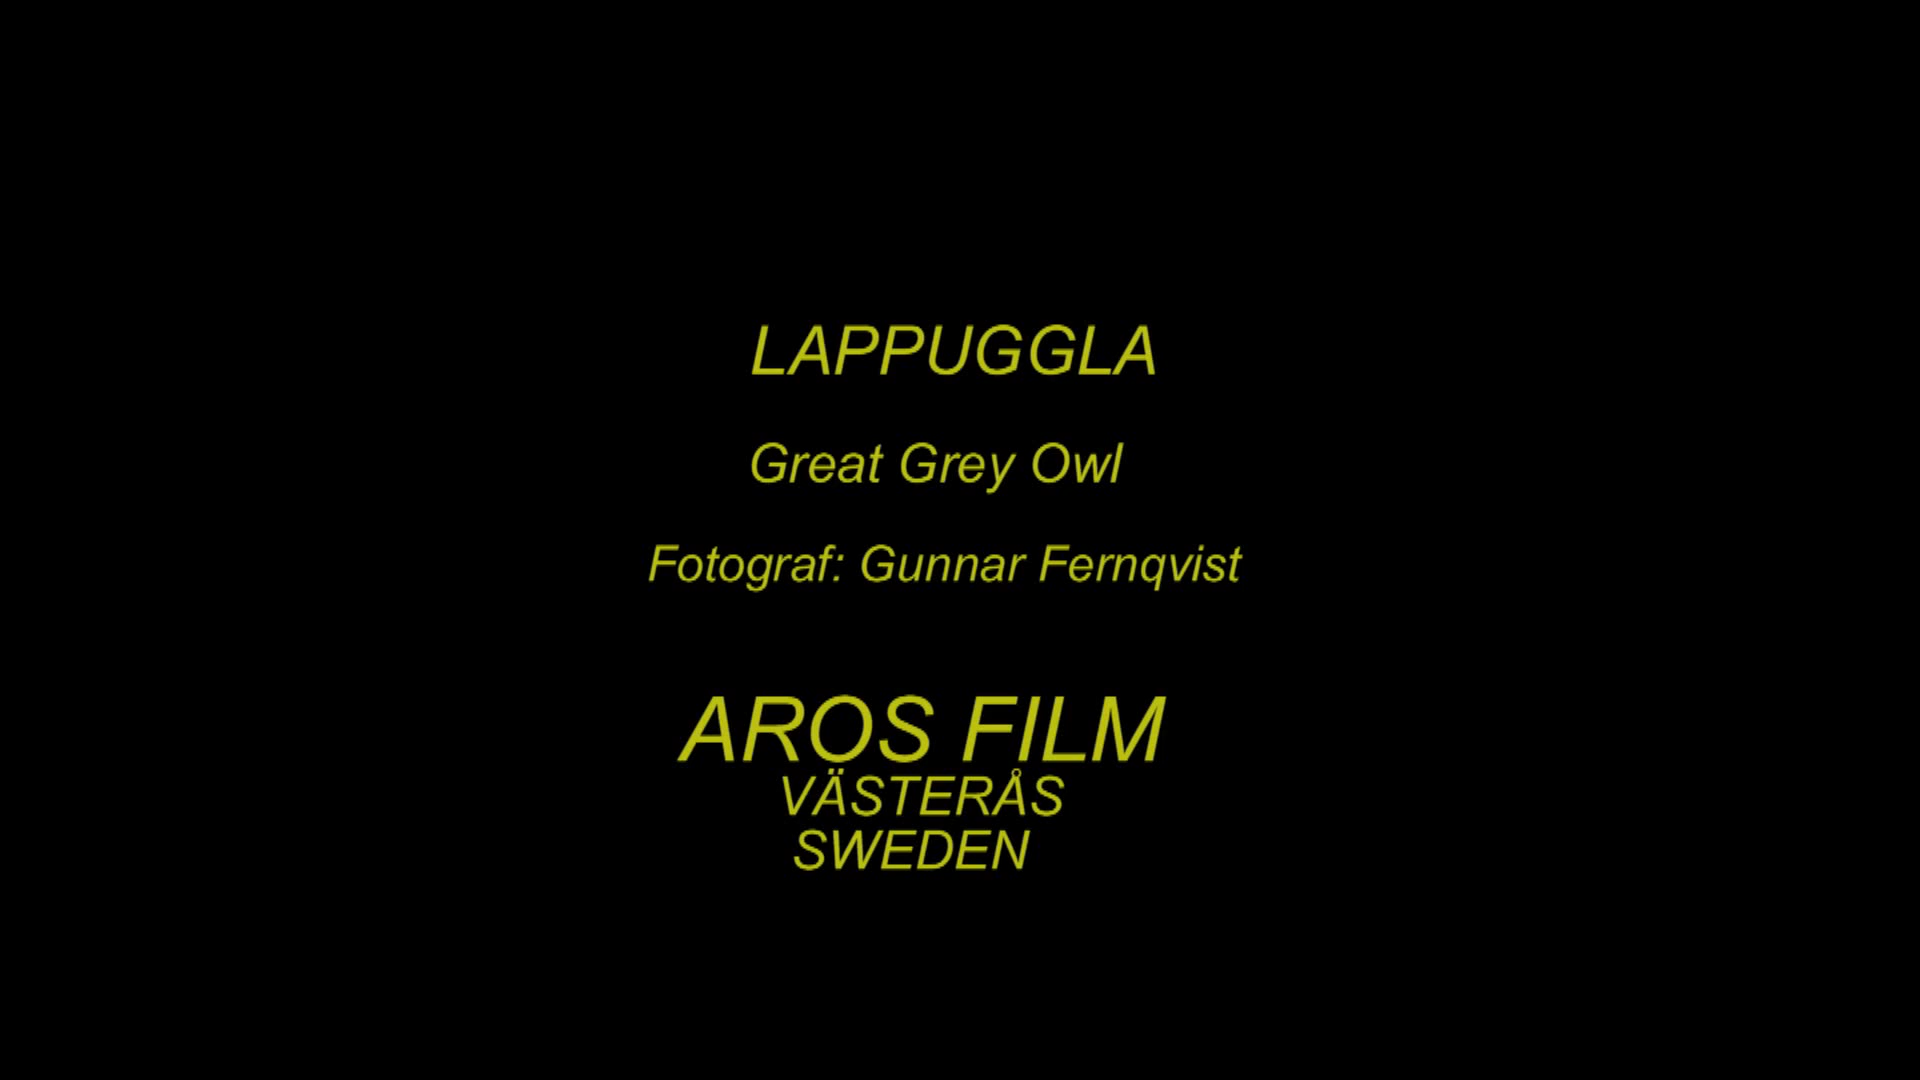 LAPPUGGLA
Great Grey Owl
Fotograf: Gunnar Fernqvist
AROS FILM
VÄSTERÅS
SWEDEN